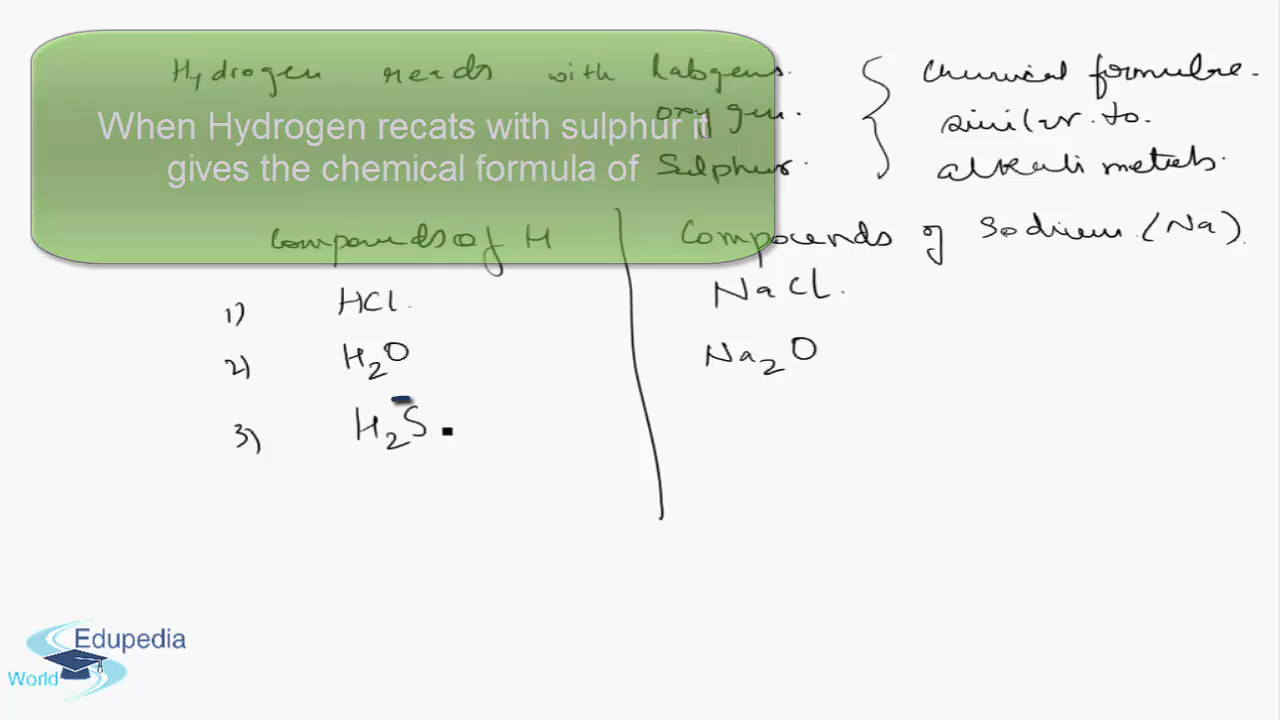 Hydrogen reacts with halogens.
oxygen.
Sulphur.
chemical formulae.
similar to.
alkali metals.
When Hydrogen recats with sulphur it
gives the chemical formula of
Compounds of H
Compounds of Sodium (Na).
1) HCl. NaCl.
2) H₂O Na₂O
3) H₂S
Edupedia
World